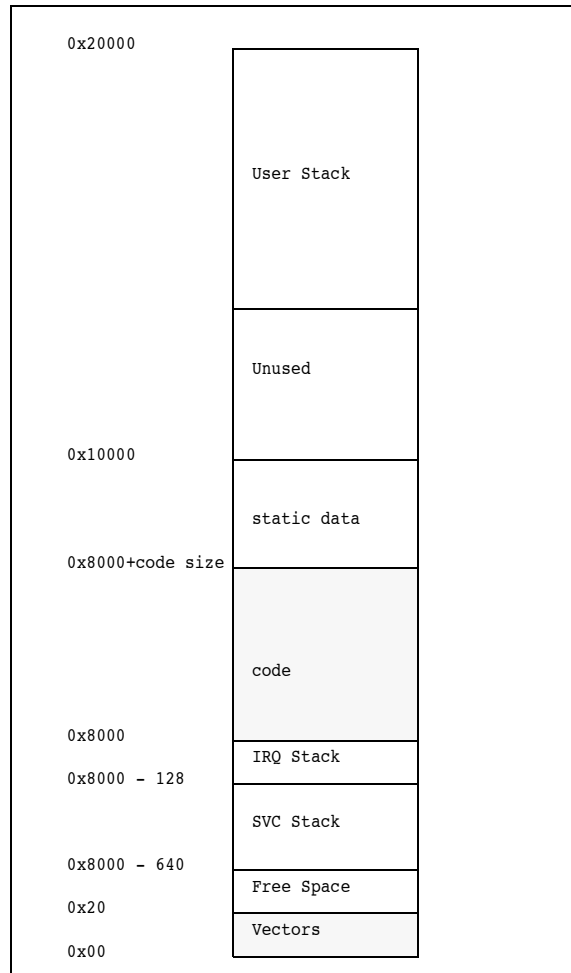 0x20000
User Stack
Unused
0x10000
static data
0x8000+code size
code
0x8000
IRQ Stack
0x8000 - 128
SVC Stack
0x8000 - 640
Free Space
0x20
Vectors
0x00